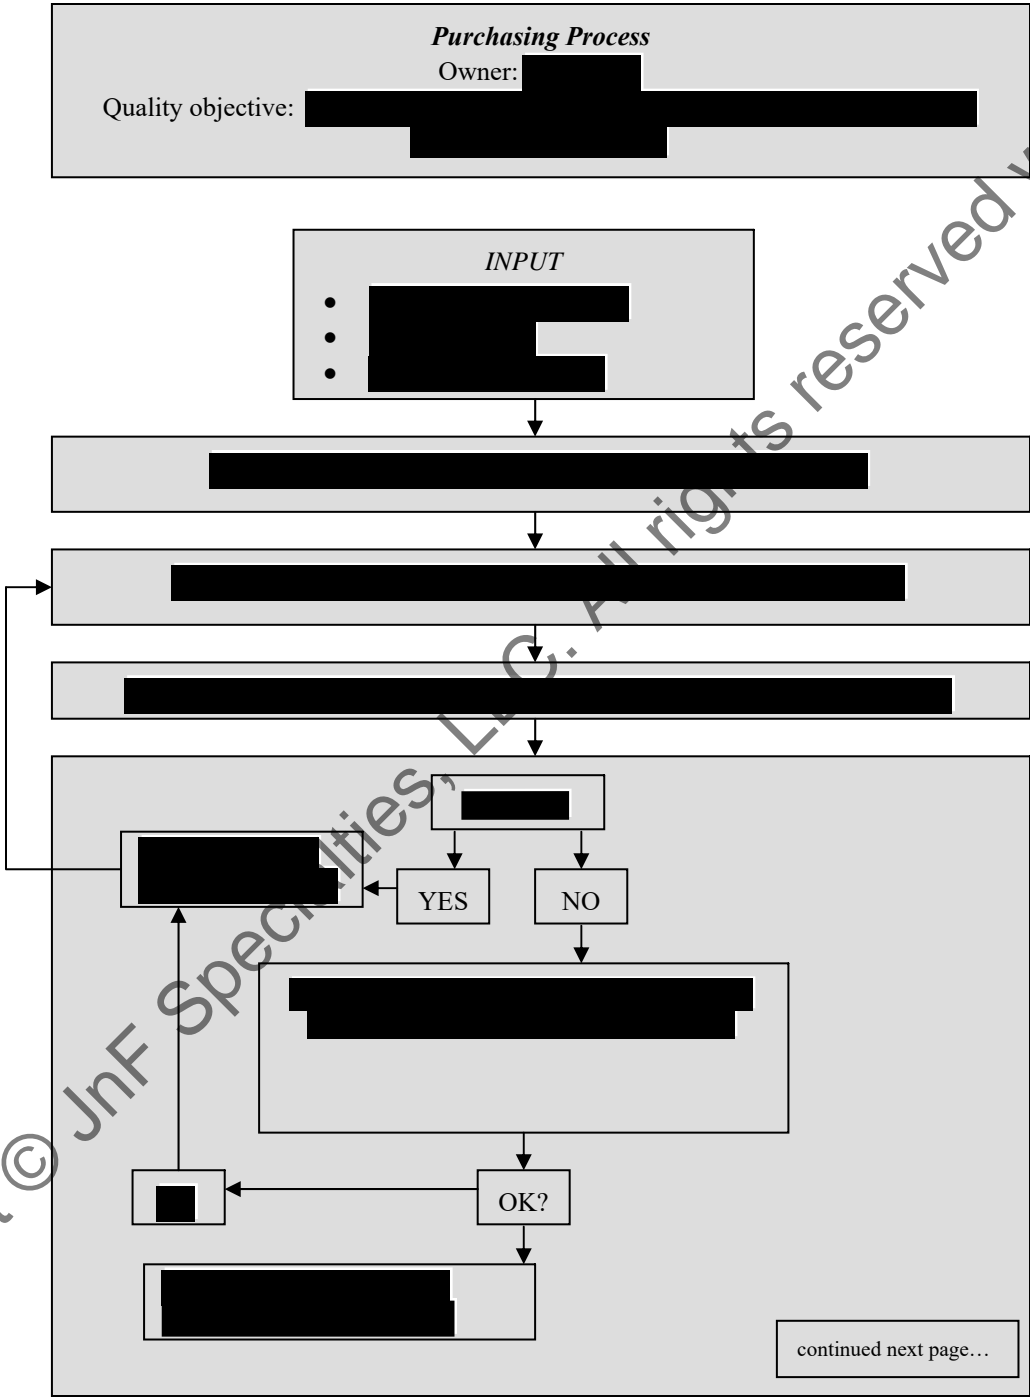 Purchasing Process
Owner:
Quality objective:
INPUT
YES
NO
OK?
continued next page…
© JnF Specialties, LLC. All rights reserved